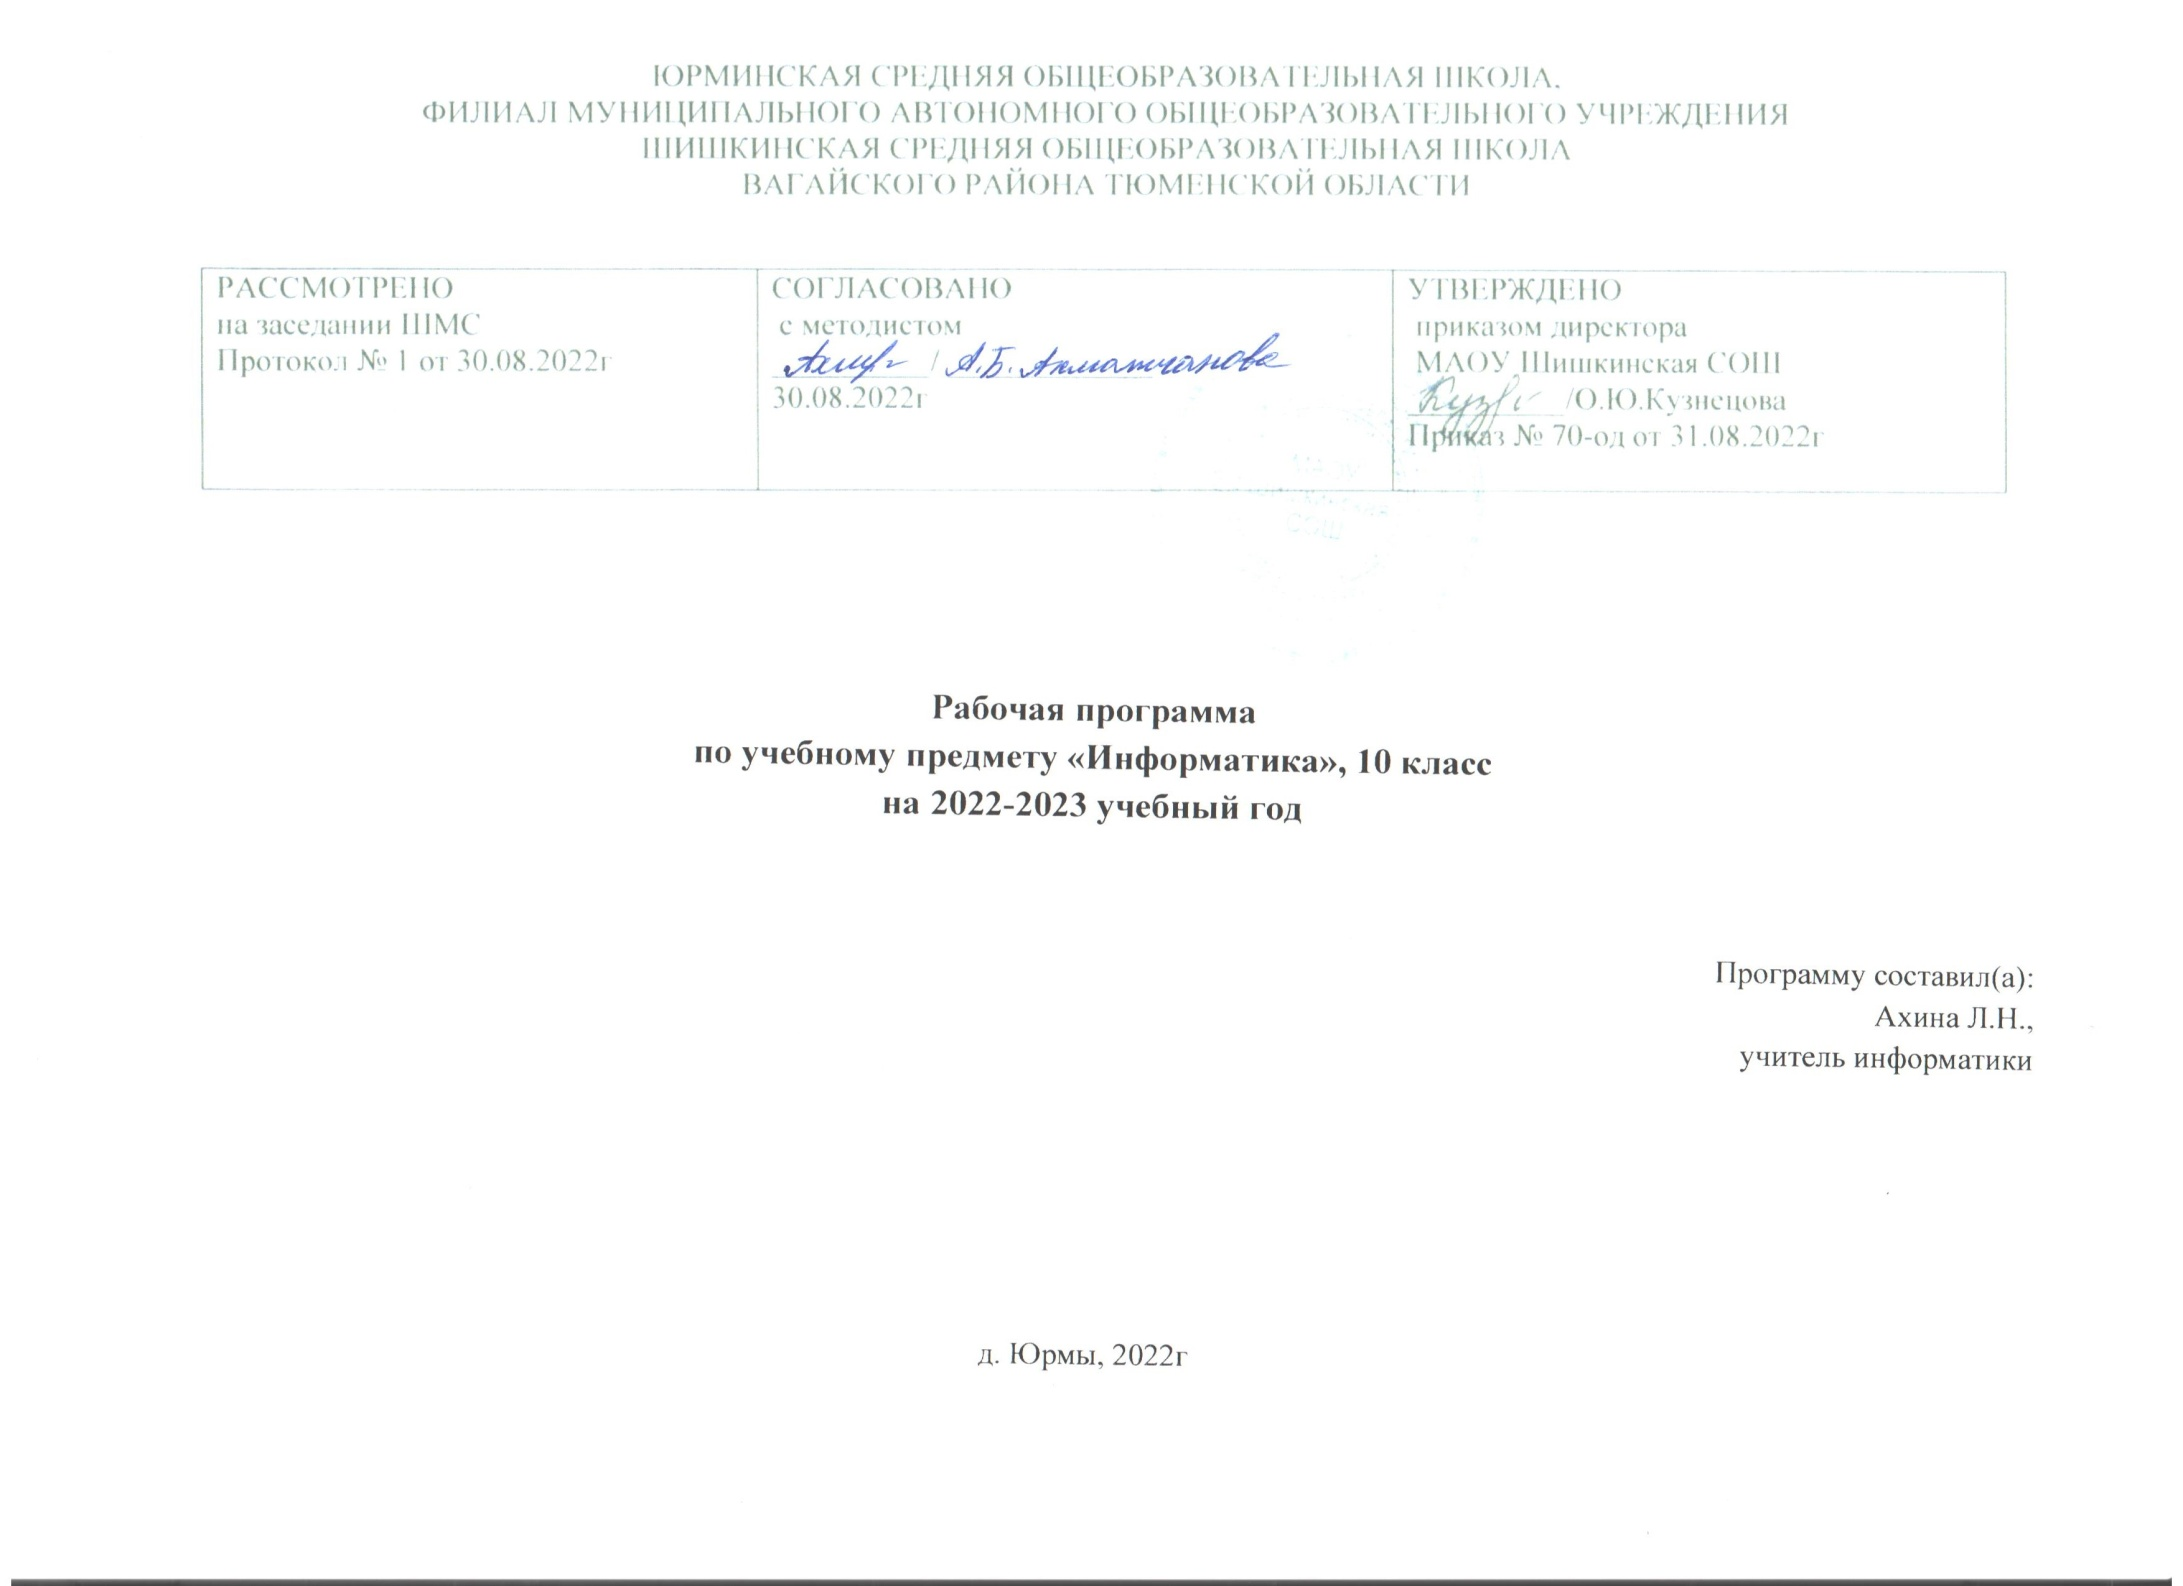 ЮРМИНСКАЯ СРЕДНЯЯ ОБЩЕОБРАЗОВАТЕЛЬНАЯ ШКОЛА,
ФИЛИАЛ МУНИЦИПАЛЬНОГО АВТОНОМНОГО ОБЩЕОБРАЗОВАТЕЛЬНОГО УЧРЕЖДЕНИЯ
ШИШКИНСКАЯ СРЕДНЯЯ ОБЩЕОБРАЗОВАТЕЛЬНАЯ ШКОЛА
ВАГАЙСКОГО РАЙОНА ТЮМЕНСКОЙ ОБЛАСТИ
РАССМОТРЕНО
на заседании ШМС
Протокол № 1 от 30.08.2022г
СОГЛАСОВАНО
с методистом
/ А.Б.
30.08.2022г
УТВЕРЖДЕНО
приказом директора
МАОУ Шишкинская СОШ
/О.Ю.Кузнецова
Приказ № 70-од от 31.08.2022г
СОШ
Рабочая программа
по учебному предмету «Информатика», 10 класс
на 2022-2023 учебный год
Программу составил(а):
Ахина Л.Н.,
учитель информатики
д. Юрмы, 2022г